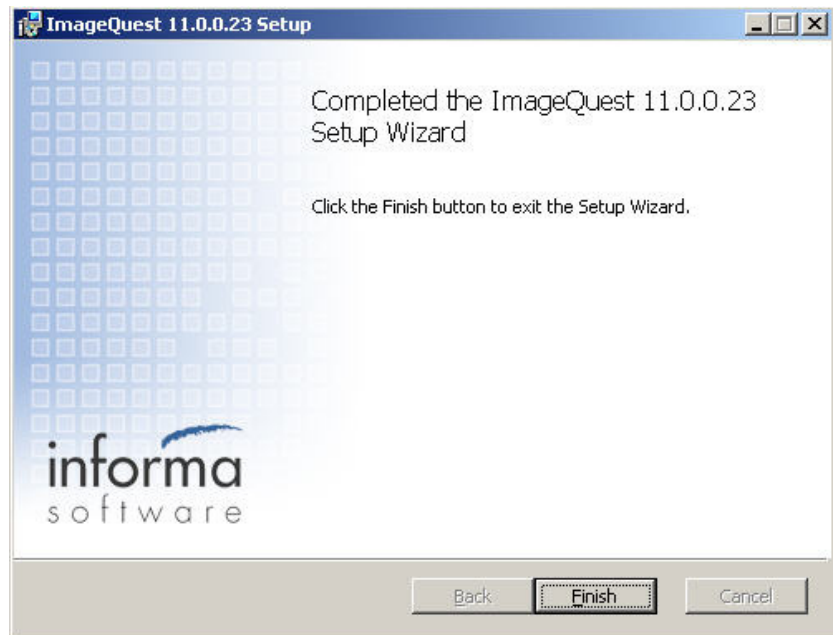 ImageQuest 11.0.0.23 Setup
Completed the ImageQuest 11.0.0.23
Setup Wizard
Click the Finish button to exit the Setup Wizard.
informa
software
Back Finish Cancel